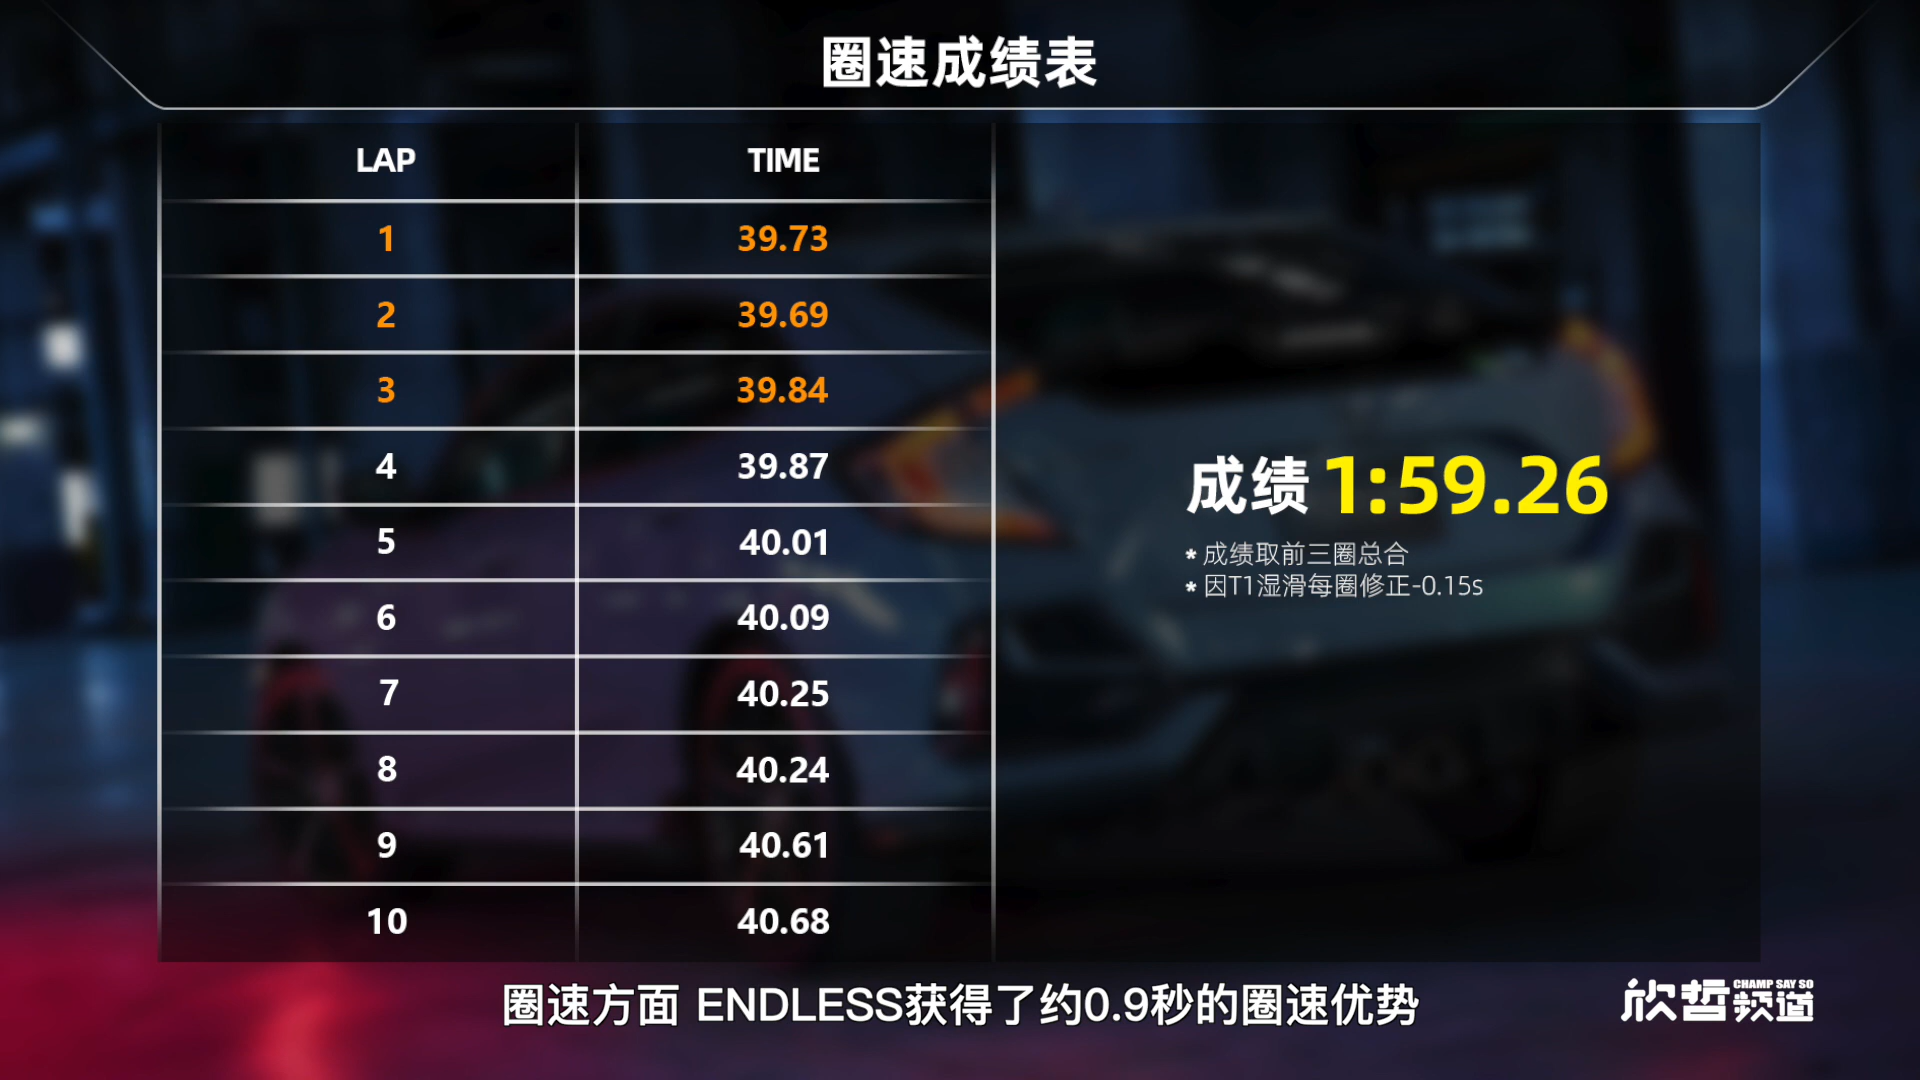 圈速成绩表
LAP TIME
1 39.73
2 39.69
3 39.84
4 39.87
5 40.01
6 40.09
7 40.25
8 40.24
9 40.61
10 40.68
成绩 1:59.26
* 成绩取前三圈总合
* 因T1湿滑每圈修正-0.15s
圈速方面 ENDLESS获得了约0.9秒的圈速优势
欣哲频道 CHAMP SAY SO